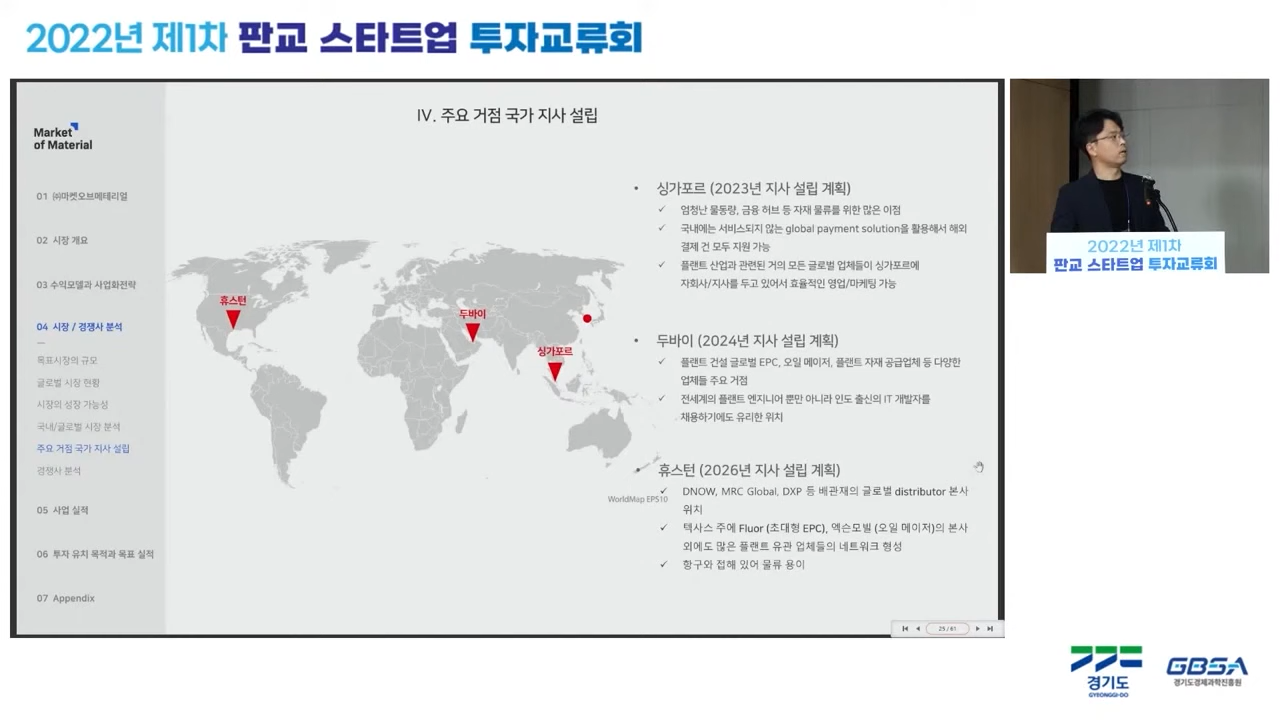 2022년 제1차 판교 스타트업 투자교류회
Market
of Material
01 ㈜마켓오브메테리얼
02 시장 개요
03 수익모델과 사업화전략
04 시장 / 경쟁사 분석
목표시장의 규모
글로벌 시장 현황
시장의 성장 가능성
국내/글로벌 시장 분석
주요 거점 국가 지사 설립
경쟁사 분석
05 사업 실적
06 투자 유치 목적과 목표 실적
07 Appendix
IV. 주요 거점 국가 지사 설립
휴스턴
두바이
싱가포르
WorldMap EPS10
• 싱가포르 (2023년 지사 설립 계획)
✓ 엄청난 물동량, 금융 허브 등 자재 물류를 위한 많은 이점
✓ 국내에는 서비스되지 않는 global payment solution을 활용해서 해외
결제 건 모두 지원 가능
✓ 플랜트 산업과 관련된 거의 모든 글로벌 업체들이 싱가포르에
자회사/지사를 두고 있어서 효율적인 영업/마케팅 가능
• 두바이 (2024년 지사 설립 계획)
✓ 플랜트 건설 글로벌 EPC, 오일 메이저, 플랜트 자재 공급업체 등 다양한
업체들 주요 거점
✓ 전세계의 플랜트 엔지니어 뿐만 아니라 인도 출신의 IT 개발자를
채용하기에도 유리한 위치
• 휴스턴 (2026년 지사 설립 계획)
✓ DNOW, MRC Global, DXP 등 배관재의 글로벌 distributor 본사
위치
✓ 텍사스 주에 Fluor (초대형 EPC), 엑슨모빌 (오일 메이저)의 본사
외에도 많은 플랜트 유관 업체들의 네트워크 형성
✓ 항구와 접해 있어 물류 용이
25 / 61
2022년 제1차
판교 스타트업 투자교류회
경기도
GYEONGGI-DO
GBSA
경기도경제과학진흥원